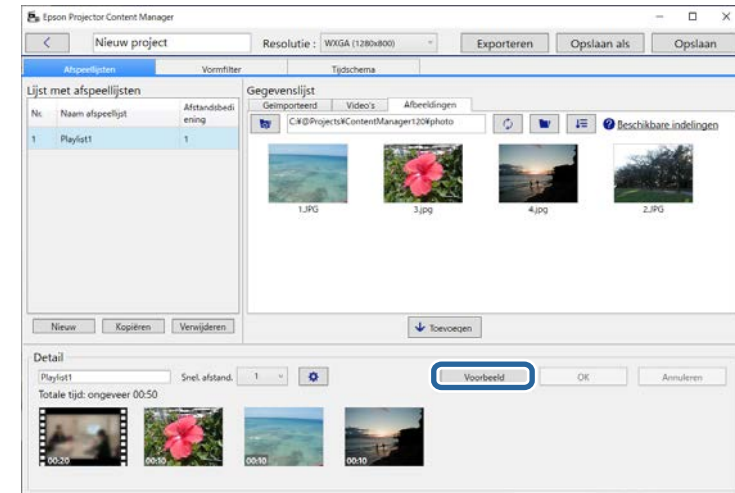 Epson Projector Content Manager
Nieuw project Resolutie : WXGA (1280x800) Exporteren Opslaan als Opslaan
Afspeellijsten Vormfilter Tijdschema
Lijst met afspeellijsten
Nr. Naam afspeellijst Afstandsbedi
ening
1 Playlist1 1
Nieuw Kopiëren Verwijderen
Gegevenslijst
Geïmporteerd Video's Afbeeldingen
C:¥@Projects¥ContentManager120¥photo Beschikbare indelingen
1.JPG 3.jpg 4.jpg 2.JPG
Toevoegen
Detail
Playlist1 Snel. afstand. 1 Voorbeeld OK Annuleren
Totale tijd: ongeveer 00:50
00:20 00:10 00:10 00:10